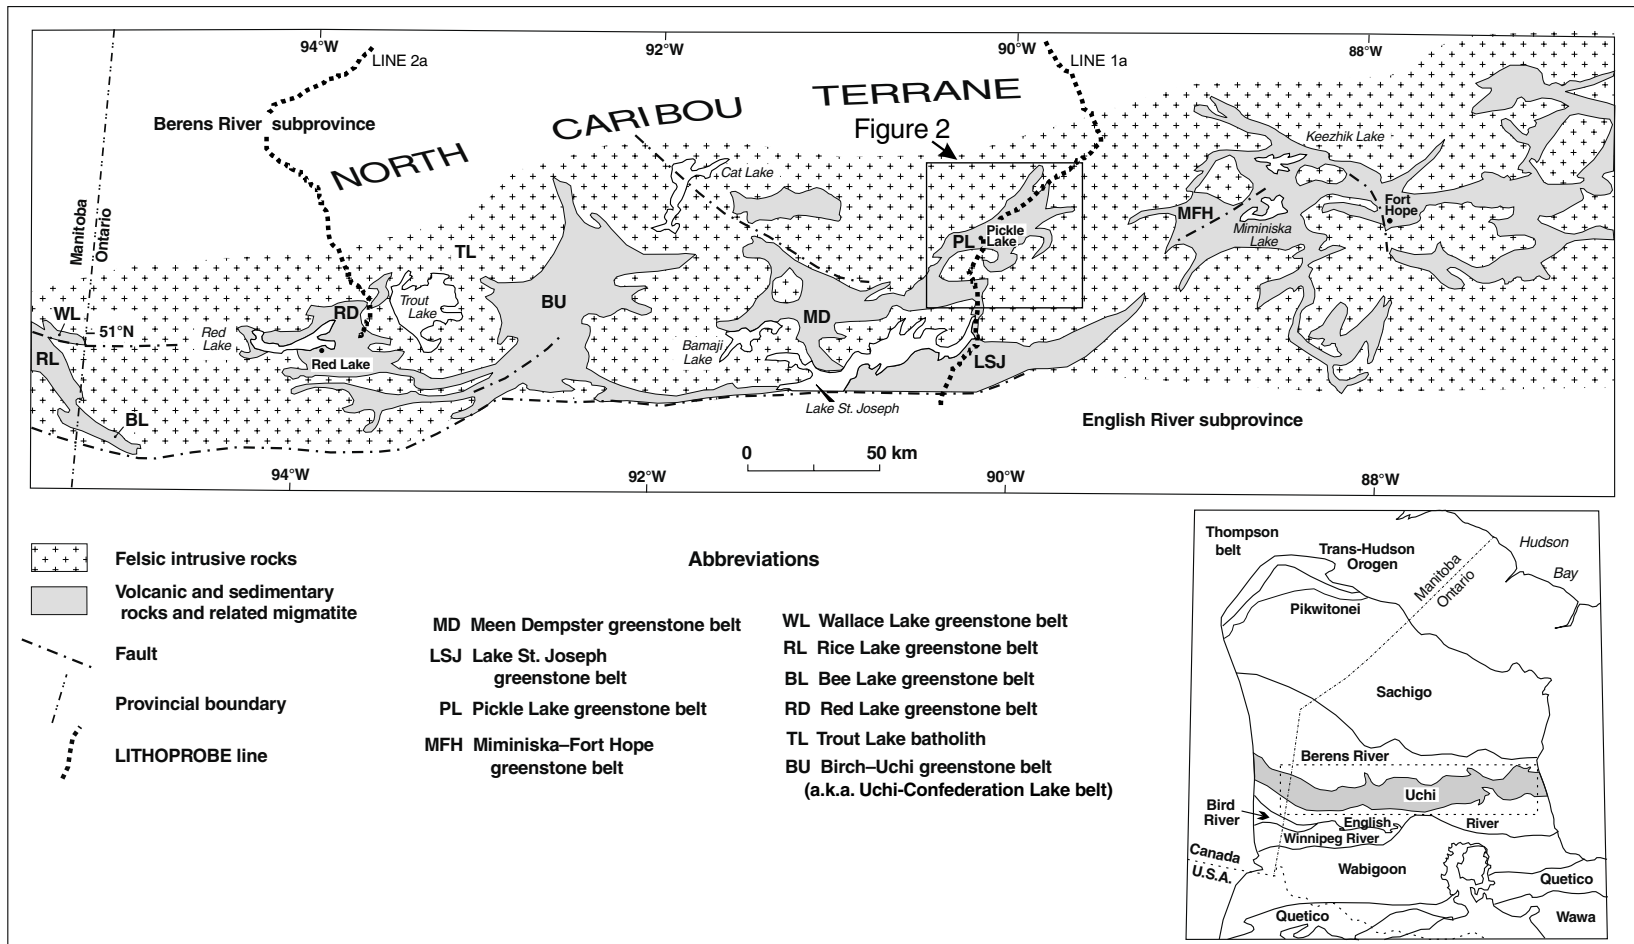 94°W
92°W
90°W
88°W
LINE 2a
LINE 1a
Berens River subprovince
NORTH
CARIBOU
TERRANE
Figure 2
Keezhik Lake
Cat Lake
Manitoba
Ontario
TL
PL
Pickle
Lake
MFH
Fort
Hope
Miminiska
Lake
WL
51°N
RL
BL
Red
Lake
RD
Red Lake
Trout
Lake
BU
MD
Bamaji
Lake
LSJ
Lake St. Joseph
English River subprovince
0 50 km
94°W
92°W
90°W
88°W
Felsic intrusive rocks
Volcanic and sedimentary
rocks and related migmatite
Fault
Provincial boundary
LITHOPROBE line
Abbreviations
MD Meen Dempster greenstone belt
LSJ Lake St. Joseph
greenstone belt
PL Pickle Lake greenstone belt
MFH Miminiska–Fort Hope
greenstone belt
WL Wallace Lake greenstone belt
RL Rice Lake greenstone belt
BL Bee Lake greenstone belt
RD Red Lake greenstone belt
TL Trout Lake batholith
BU Birch–Uchi greenstone belt
(a.k.a. Uchi-Confederation Lake belt)
Thompson
belt
Trans-Hudson
Orogen
Hudson
Bay
Manitoba
Ontario
Pikwitonei
Sachigo
Berens River
Uchi
Bird
River
English River
Winnipeg River
Canada
U.S.A.
Wabigoon
Quetico
Quetico
Wawa